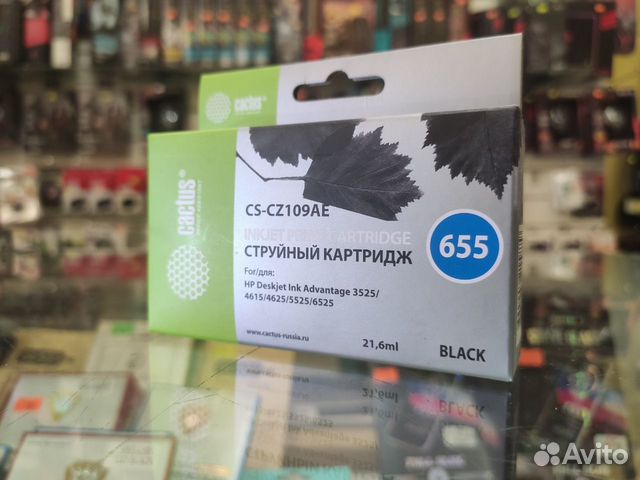 cactus
cactus
CS-CZ109AE
INKJET PRINT CARTRIDGE
СТРУЙНЫЙ КАРТРИДЖ
655
For/для:
HP Deskjet Ink Advantage 3525/
4615/4625/5525/6525
www.cactus-russia.ru
21,6ml
BLACK
Avito